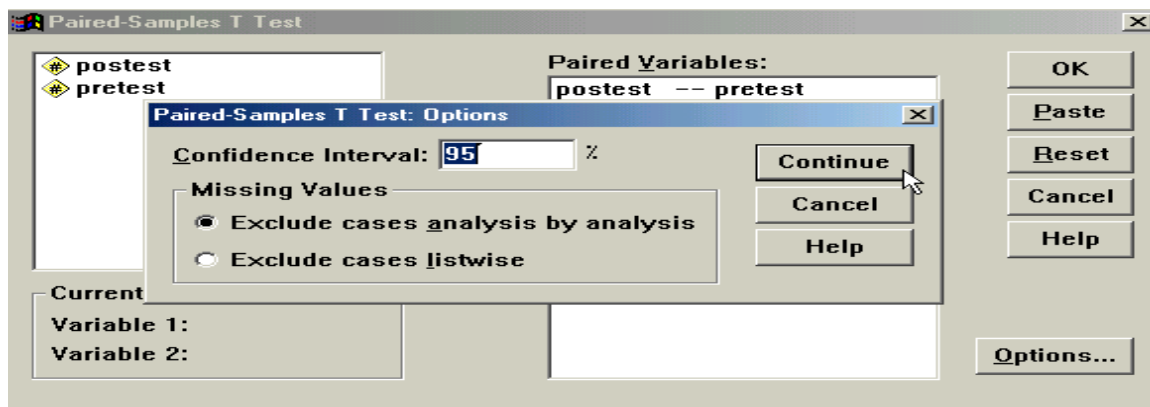 Paired-Samples T Test
postest
pretest
Paired Variables:
postest -- pretest
OK
Paste
Reset
Cancel
Help
Options...
Paired-Samples T Test: Options
Confidence Interval: 95 %
Missing Values
Exclude cases analysis by analysis
Exclude cases listwise
Continue
Cancel
Help
Current
Variable 1:
Variable 2: